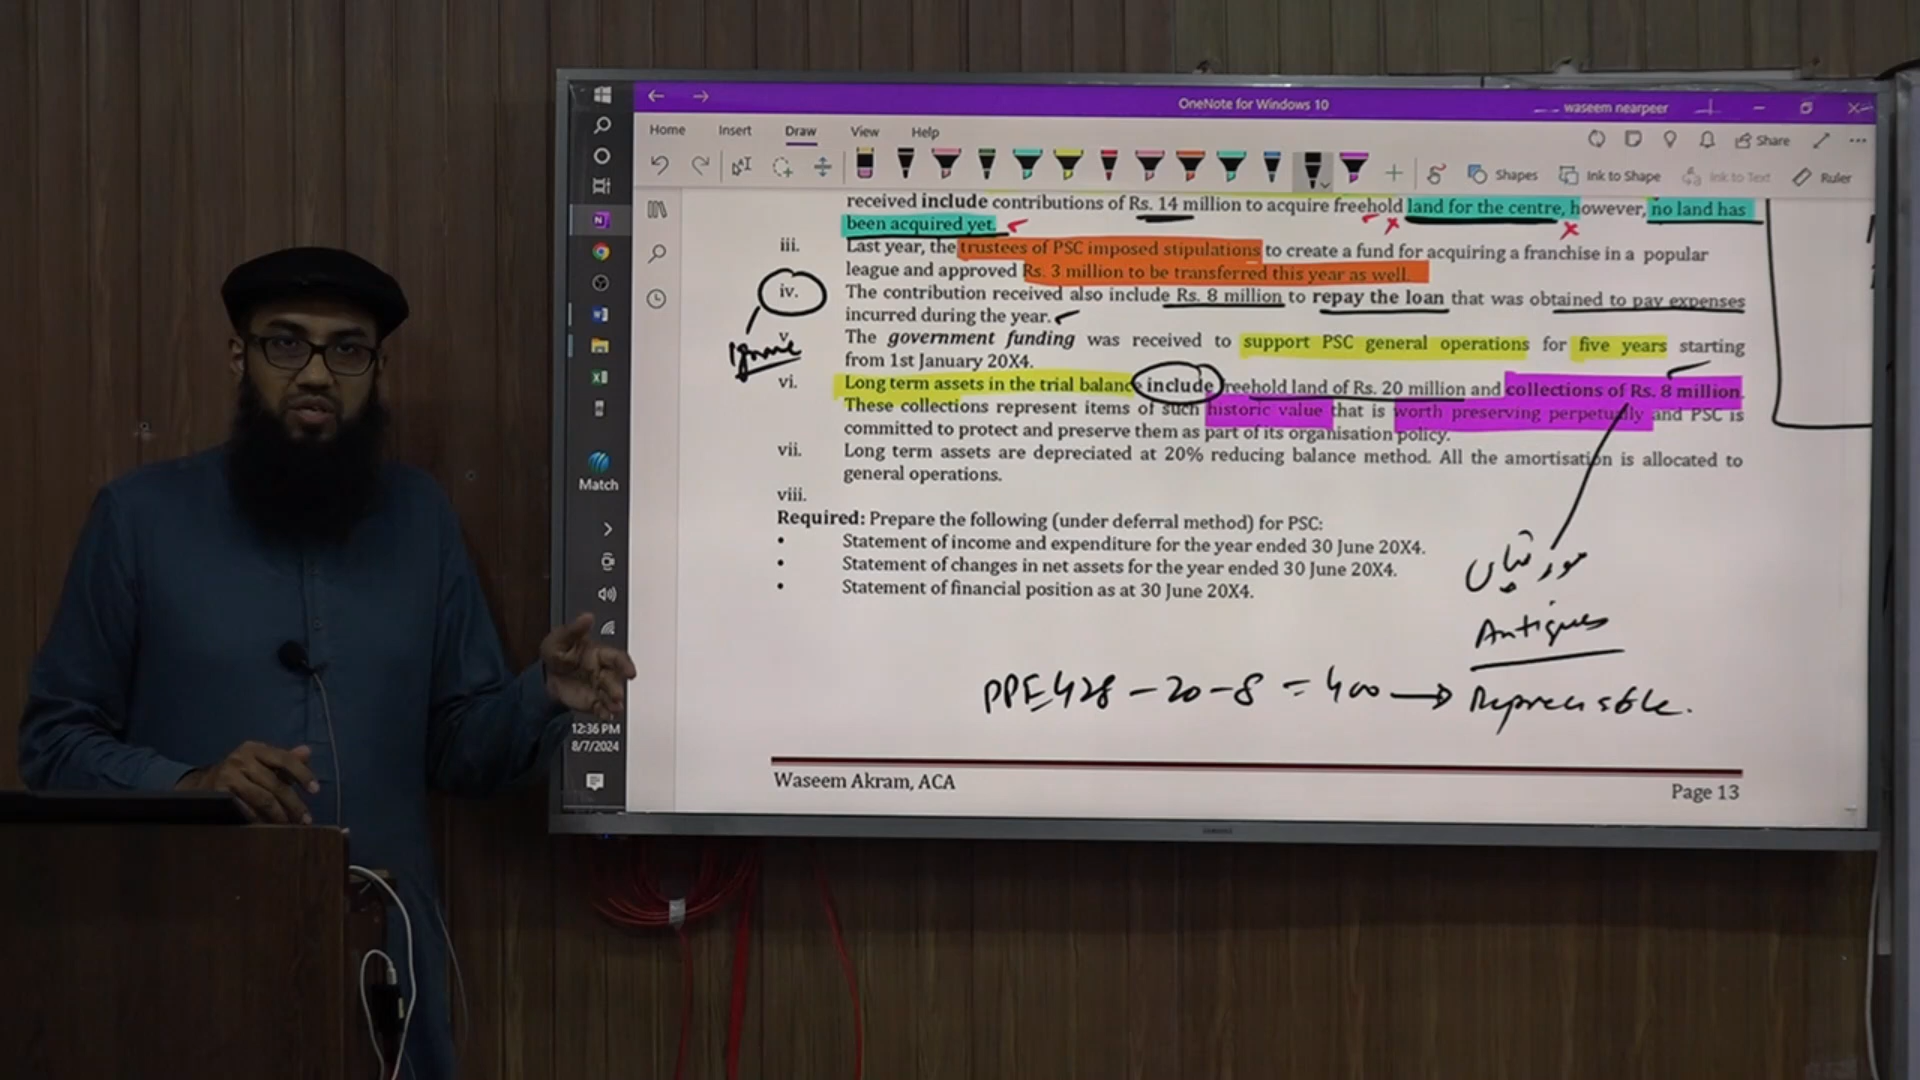 OneNote for Windows 10
waseem nearpeer
Home Insert Draw View Help
Share
Shapes Ink to Shape Ink to Text Ruler
received include contributions of Rs. 14 million to acquire freehold land for the centre, however, no land has
been acquired yet.
iii. Last year, the trustees of PSC imposed stipulations to create a fund for acquiring a franchise in a popular
league and approved Rs. 3 million to be transferred this year as well.
iv. The contribution received also include Rs. 8 million to repay the loan that was obtained to pay expenses
incurred during the year.
Ignore
v. The government funding was received to support PSC general operations for five years starting
from 1st January 20X4.
vi. Long term assets in the trial balance include freehold land of Rs. 20 million and collections of Rs. 8 million.
These collections represent items of such historic value that is worth preserving perpetually and PSC is
committed to protect and preserve them as part of its organisation policy.
vii. Long term assets are depreciated at 20% reducing balance method. All the amortisation is allocated to
general operations.
viii.
Required: Prepare the following (under deferral method) for PSC:
• Statement of income and expenditure for the year ended 30 June 20X4.
• Statement of changes in net assets for the year ended 30 June 20X4.
• Statement of financial position as at 30 June 20X4.
مورتیاں
Antiques
PPE 428 - 20 - 8 = 400 → Depreciable.
Waseem Akram, ACA
Page 13
Match
12:36 PM
8/7/2024
SAMSUNG